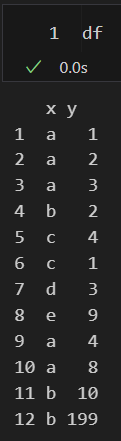 1 df
✓ 0.0s
x y
1 a 1
2 a 2
3 a 3
4 b 2
5 c 4
6 c 1
7 d 3
8 e 9
9 a 4
10 a 8
11 b 10
12 b 199